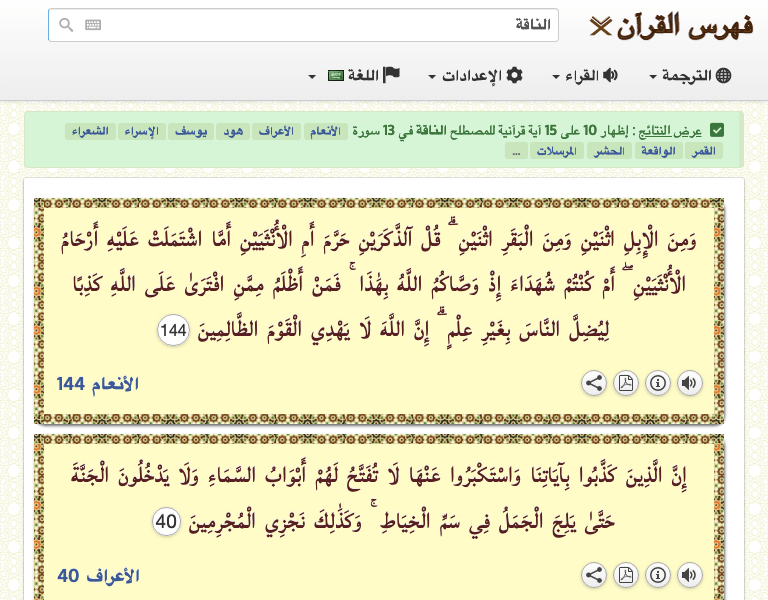 فهرس القرآن
الناقة
الترجمة
القراء
الإعدادات
اللغة
عرض النتائج : إظهار 10 على 15 آية قرآنية للمصطلح الناقة في 13 سورة الأنعام الأعراف هود يوسف الإسراء الشعراء
القمر الواقعة الحشر المرسلات ...
وَمِنَ الْإِبِلِ اثْنَيْنِ وَمِنَ الْبَقَرِ اثْنَيْنِ ۗ قُلْ آلذَّكَرَيْنِ حَرَّمَ أَمِ الْأُنْثَيَيْنِ أَمَّا اشْتَمَلَتْ عَلَيْهِ أَرْحَامُ
الْأُنْثَيَيْنِ ۖ أَمْ كُنْتُمْ شُهَدَاءَ إِذْ وَصَّاكُمُ اللَّهُ بِهَٰذَا ۚ فَمَنْ أَظْلَمُ مِمَّنِ افْتَرَىٰ عَلَى اللَّهِ كَذِبًا
لِيُضِلَّ النَّاسَ بِغَيْرِ عِلْمٍ ۗ إِنَّ اللَّهَ لَا يَهْدِي الْقَوْمَ الظَّالِمِينَ 144
الأنعام 144
إِنَّ الَّذِينَ كَذَّبُوا بِآيَاتِنَا وَاسْتَكْبَرُوا عَنْهَا لَا تُفَتَّحُ لَهُمْ أَبْوَابُ السَّمَاءِ وَلَا يَدْخُلُونَ الْجَنَّةَ
حَتَّىٰ يَلِجَ الْجَمَلُ فِي سَمِّ الْخِيَاطِ ۚ وَكَذَٰلِكَ نَجْزِي الْمُجْرِمِينَ 40
الأعراف 40